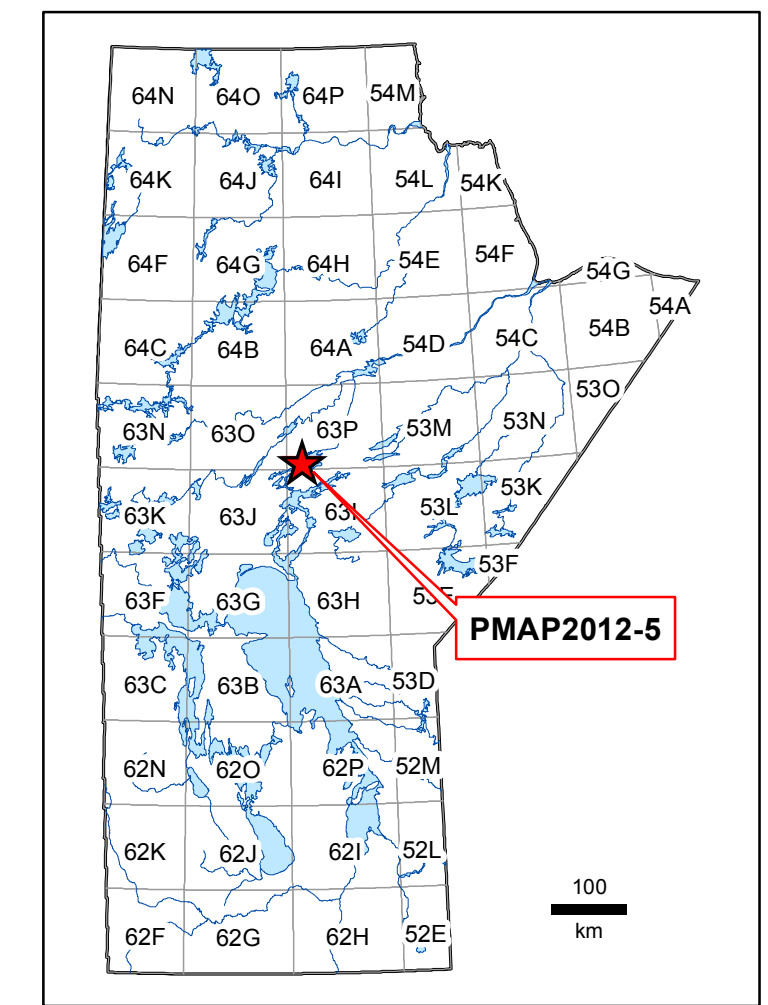 64N 64O 64P 54M
64K 64J 64I 54L 54K
64F 64G 64H 54E 54F 54G
64C 64B 64A 54D 54C 54B 54A
63N 63O 63P 53M 53N 53O
63K 63J 63I 53L 53K
63F 63G 63H 53E 53F
PMAP2012-5
63C 63B 63A 53D
62N 62O 62P 52M
62K 62J 62I 52L
100
km
62F 62G 62H 52E